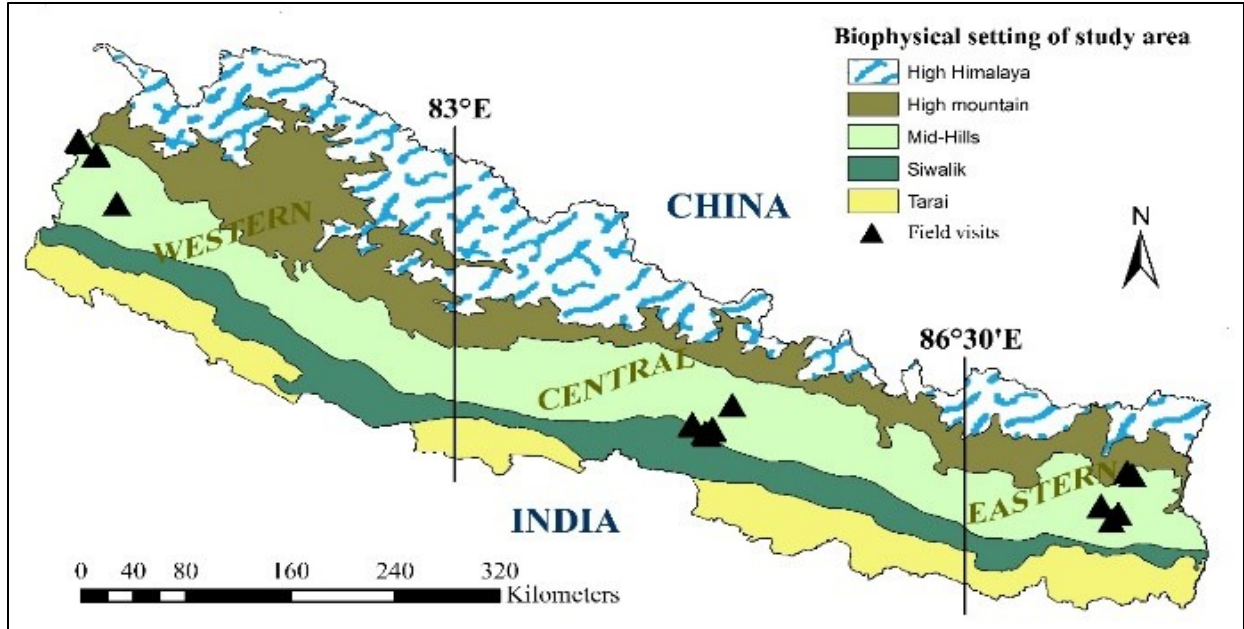 Biophysical setting of study area
High Himalaya
High mountain
Mid-Hills
Siwalik
Tarai
Field visits
83°E
CHINA
N
WESTERN
86°30'E
CENTRAL
EASTERN
INDIA
0 40 80 160 240 320
Kilometers